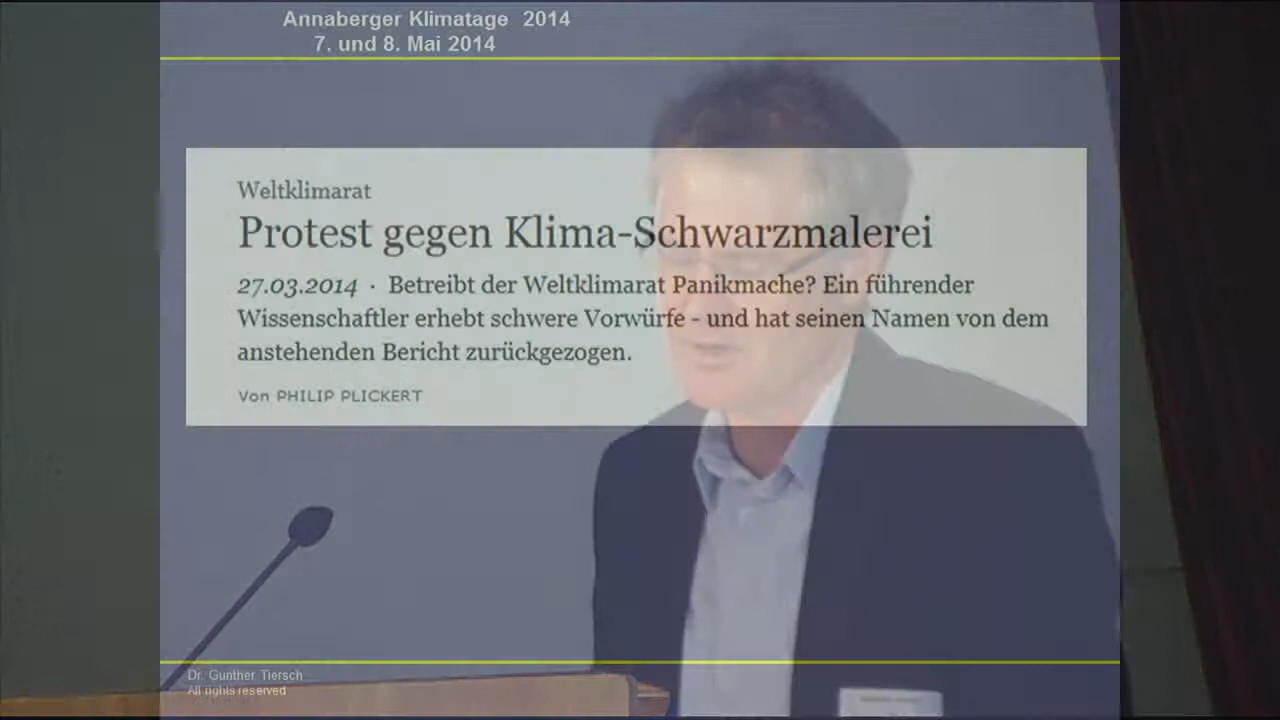 Annaberger Klimatage 2014
7. und 8. Mai 2014
Weltklimarat
Protest gegen Klima-Schwarzmalerei
27.03.2014 · Betreibt der Weltklimarat Panikmache? Ein führender
Wissenschaftler erhebt schwere Vorwürfe - und hat seinen Namen von dem
anstehenden Bericht zurückgezogen.
Von PHILIP PLICKERT
Dr. Gunther Tiersch
All rights reserved